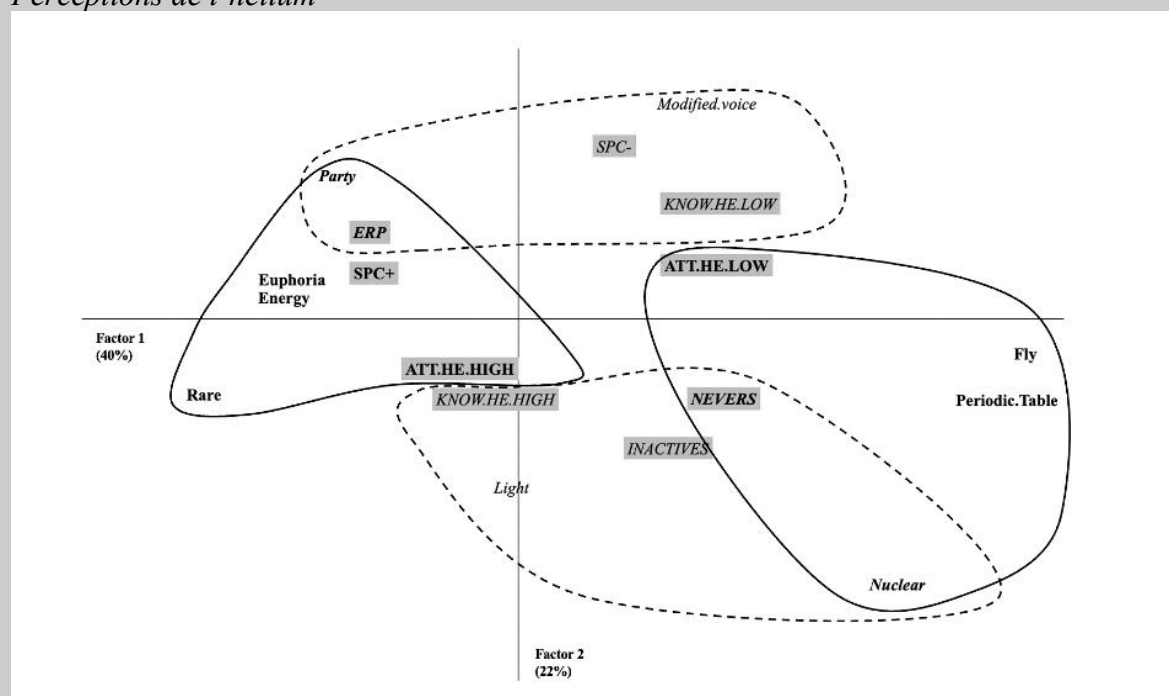 Perceptions de l'hélium
Modified.voice
SPC-
Party
KNOW.HE.LOW
ERP
SPC+
ATT.HE.LOW
Euphoria
Energy
Factor 1
(40%)
Fly
ATT.HE.HIGH
Rare
KNOW.HE.HIGH
NEVERS
Periodic.Table
INACTIVES
Light
Nuclear
Factor 2
(22%)